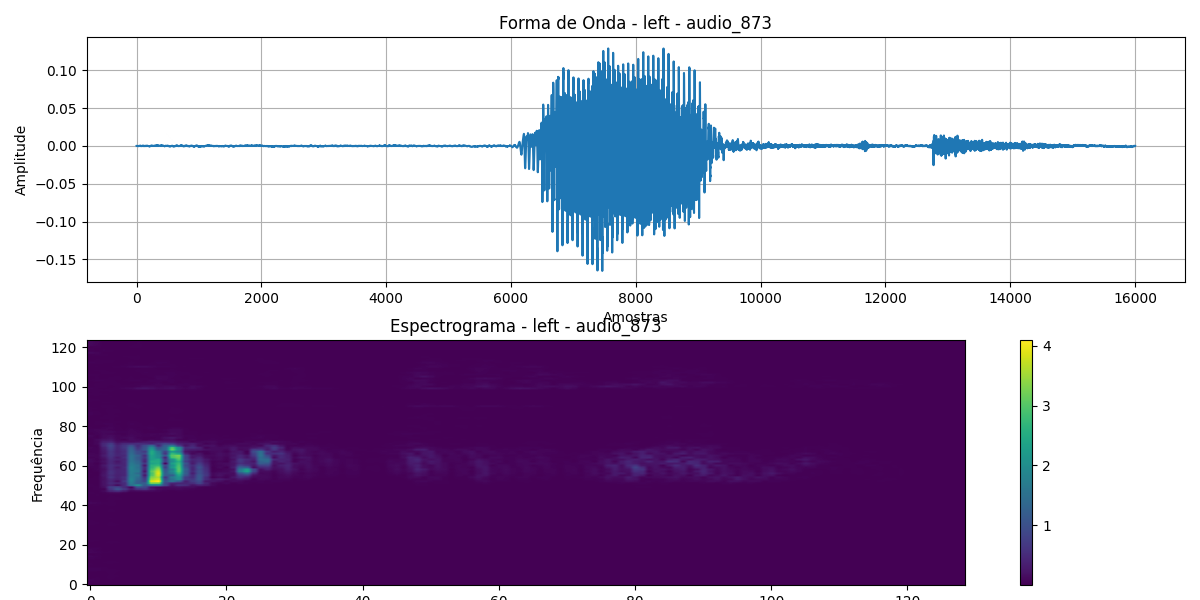 Forma de Onda - left - audio_873
Amplitude
0.10
0.05
0.00
−0.05
−0.10
−0.15
0 2000 4000 6000 8000 10000 12000 14000 16000
Amostras
Espectrograma - left - audio_873
Frequência
120
100
80
60
40
20
0
0 20 40 60 80 100 120
4
3
2
1